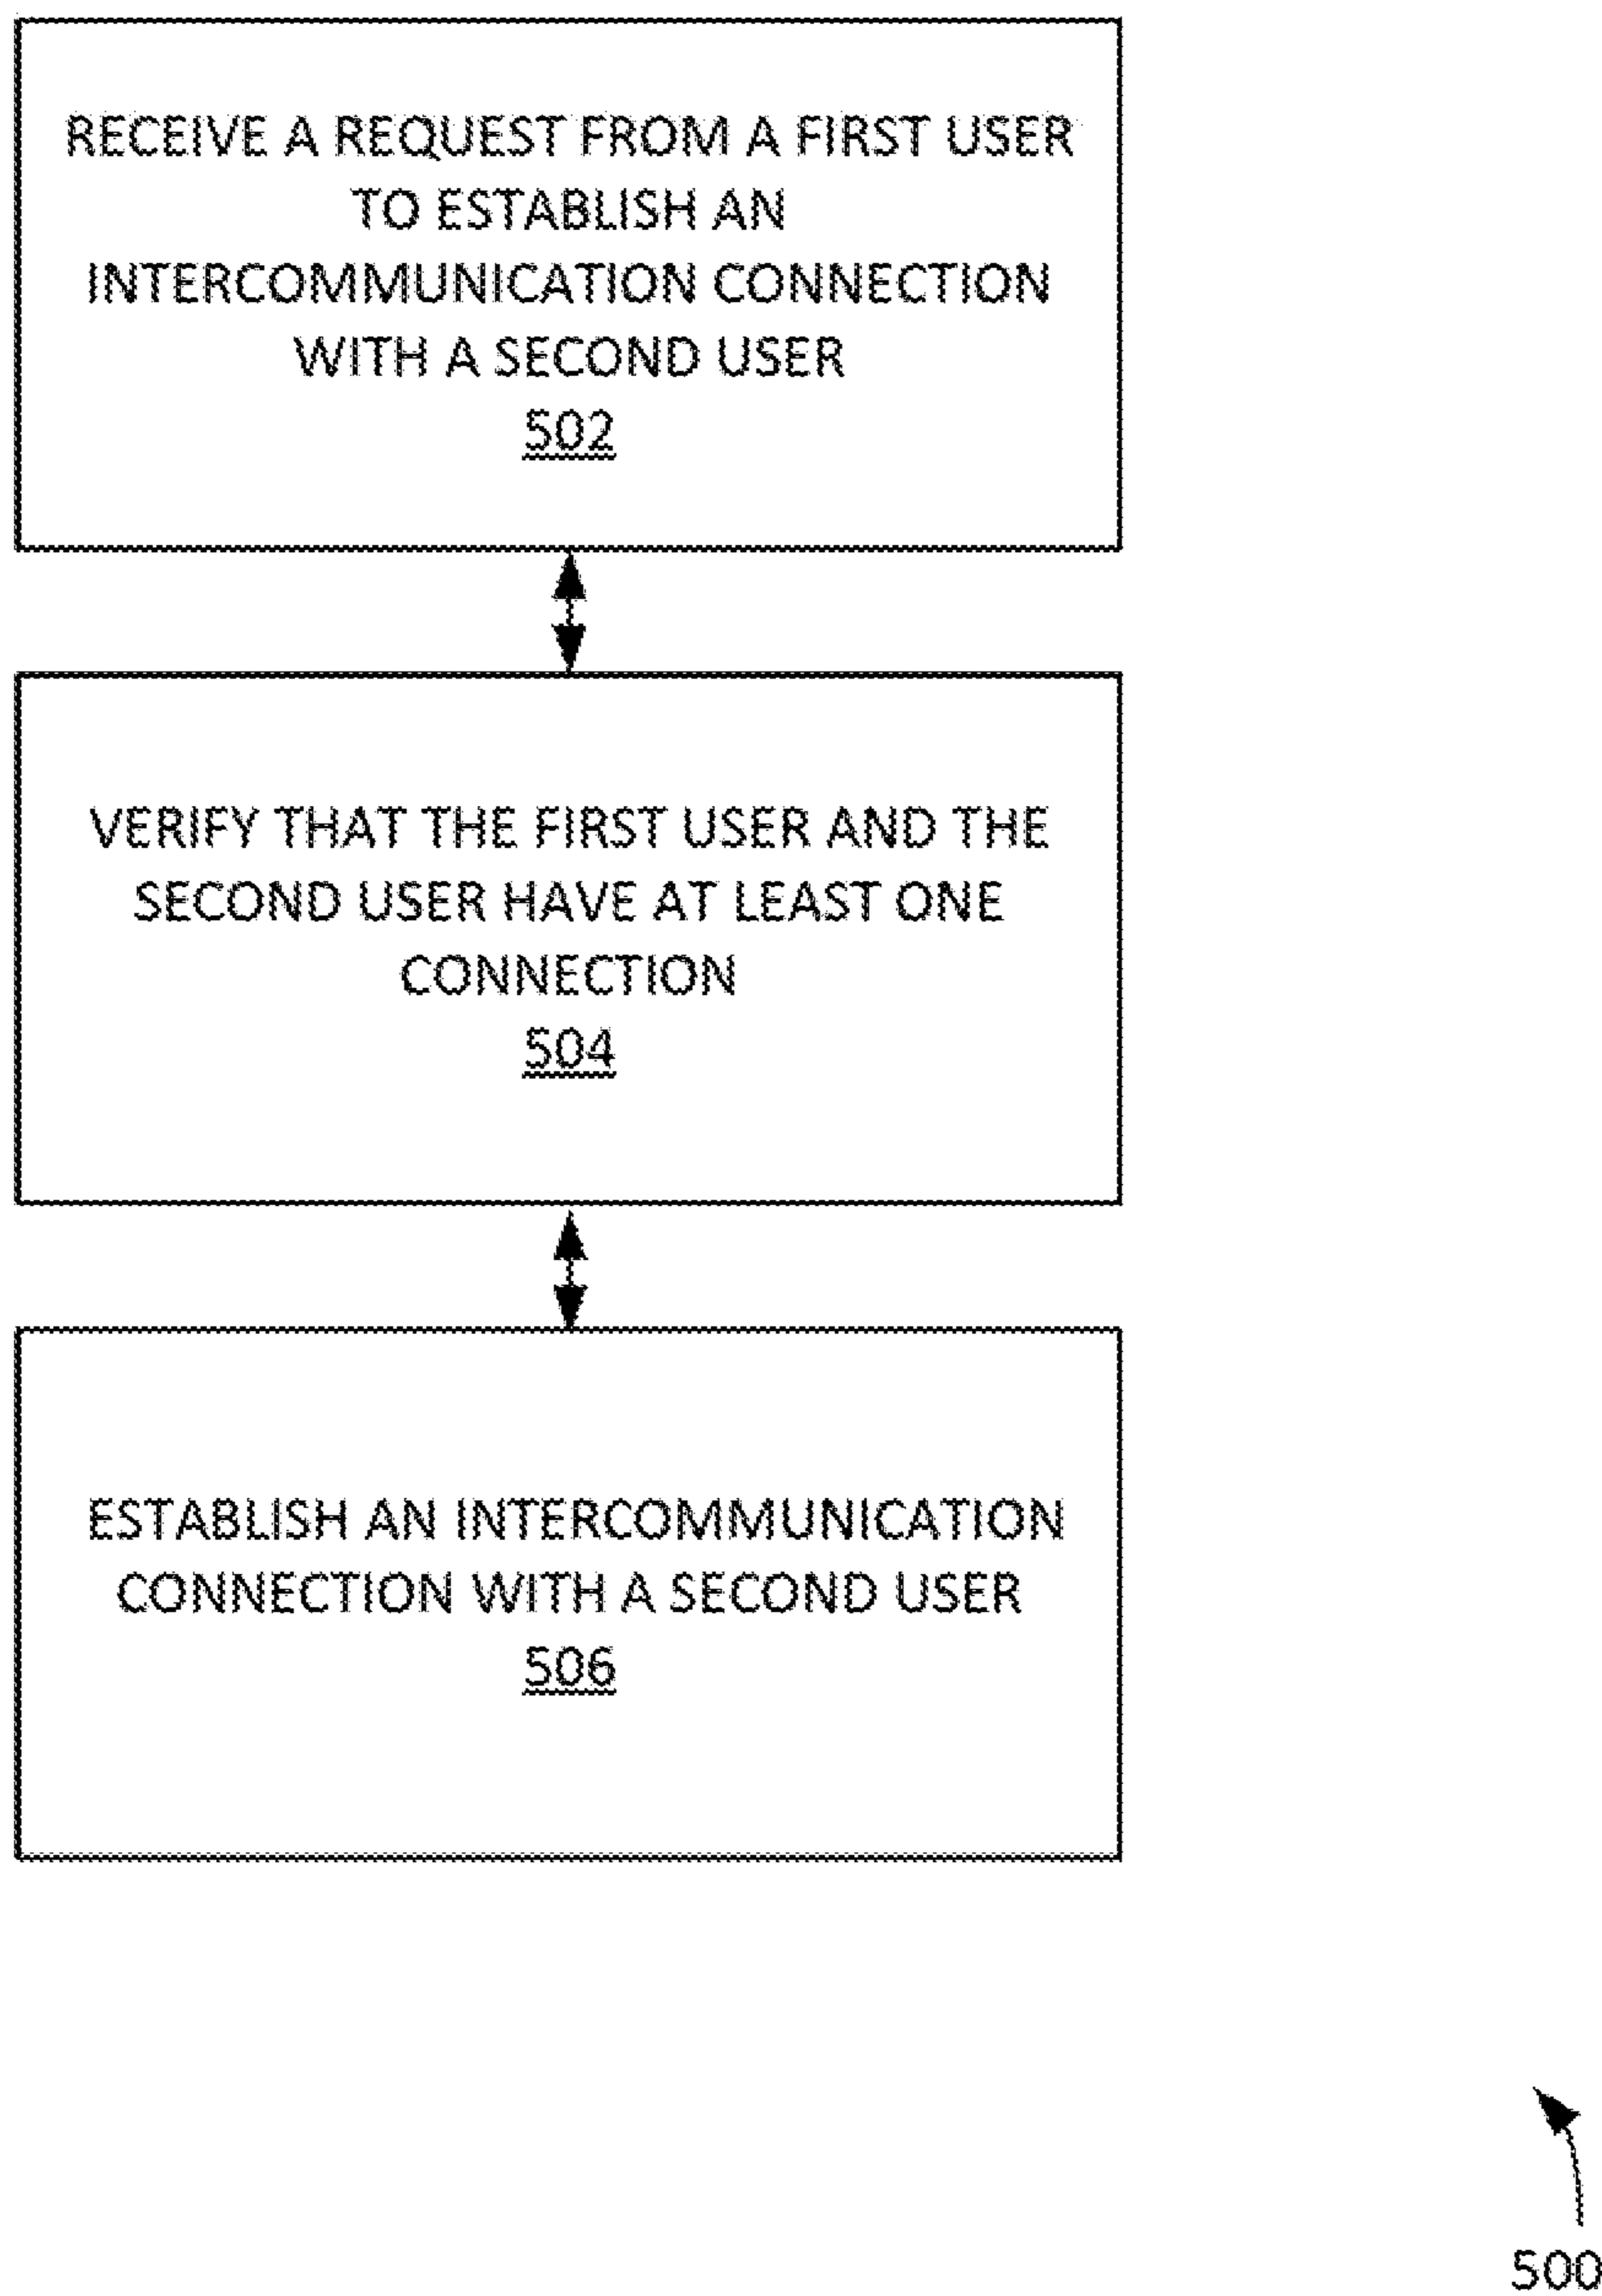 RECEIVE A REQUEST FROM A FIRST USER
TO ESTABLISH AN
INTERCOMMUNICATION CONNECTION
WITH A SECOND USER
502
VERIFY THAT THE FIRST USER AND THE
SECOND USER HAVE AT LEAST ONE
CONNECTION
504
ESTABLISH AN INTERCOMMUNICATION
CONNECTION WITH A SECOND USER
506
500